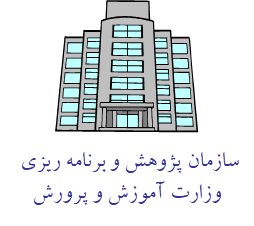 سازمان پژوهش و برنامه ریزی
وزارت آموزش و پرورش